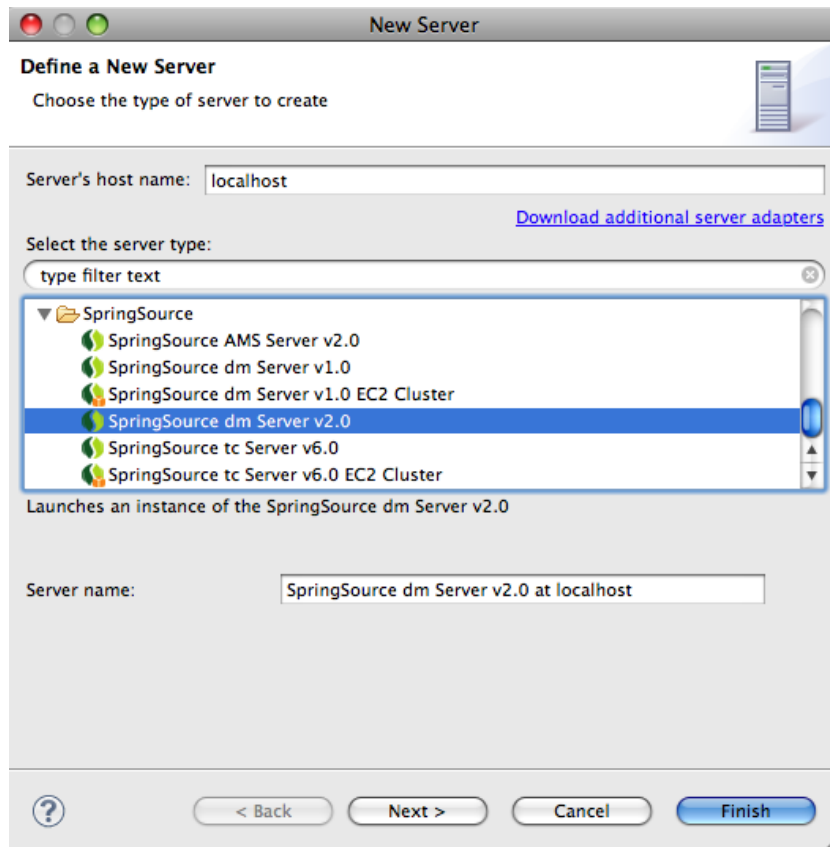 New Server
Define a New Server
Choose the type of server to create
Server's host name: localhost
Download additional server adapters
Select the server type:
type filter text
SpringSource
SpringSource AMS Server v2.0
SpringSource dm Server v1.0
SpringSource dm Server v1.0 EC2 Cluster
SpringSource dm Server v2.0
SpringSource tc Server v6.0
SpringSource tc Server v6.0 EC2 Cluster
Launches an instance of the SpringSource dm Server v2.0
Server name: SpringSource dm Server v2.0 at localhost
? < Back Next > Cancel Finish